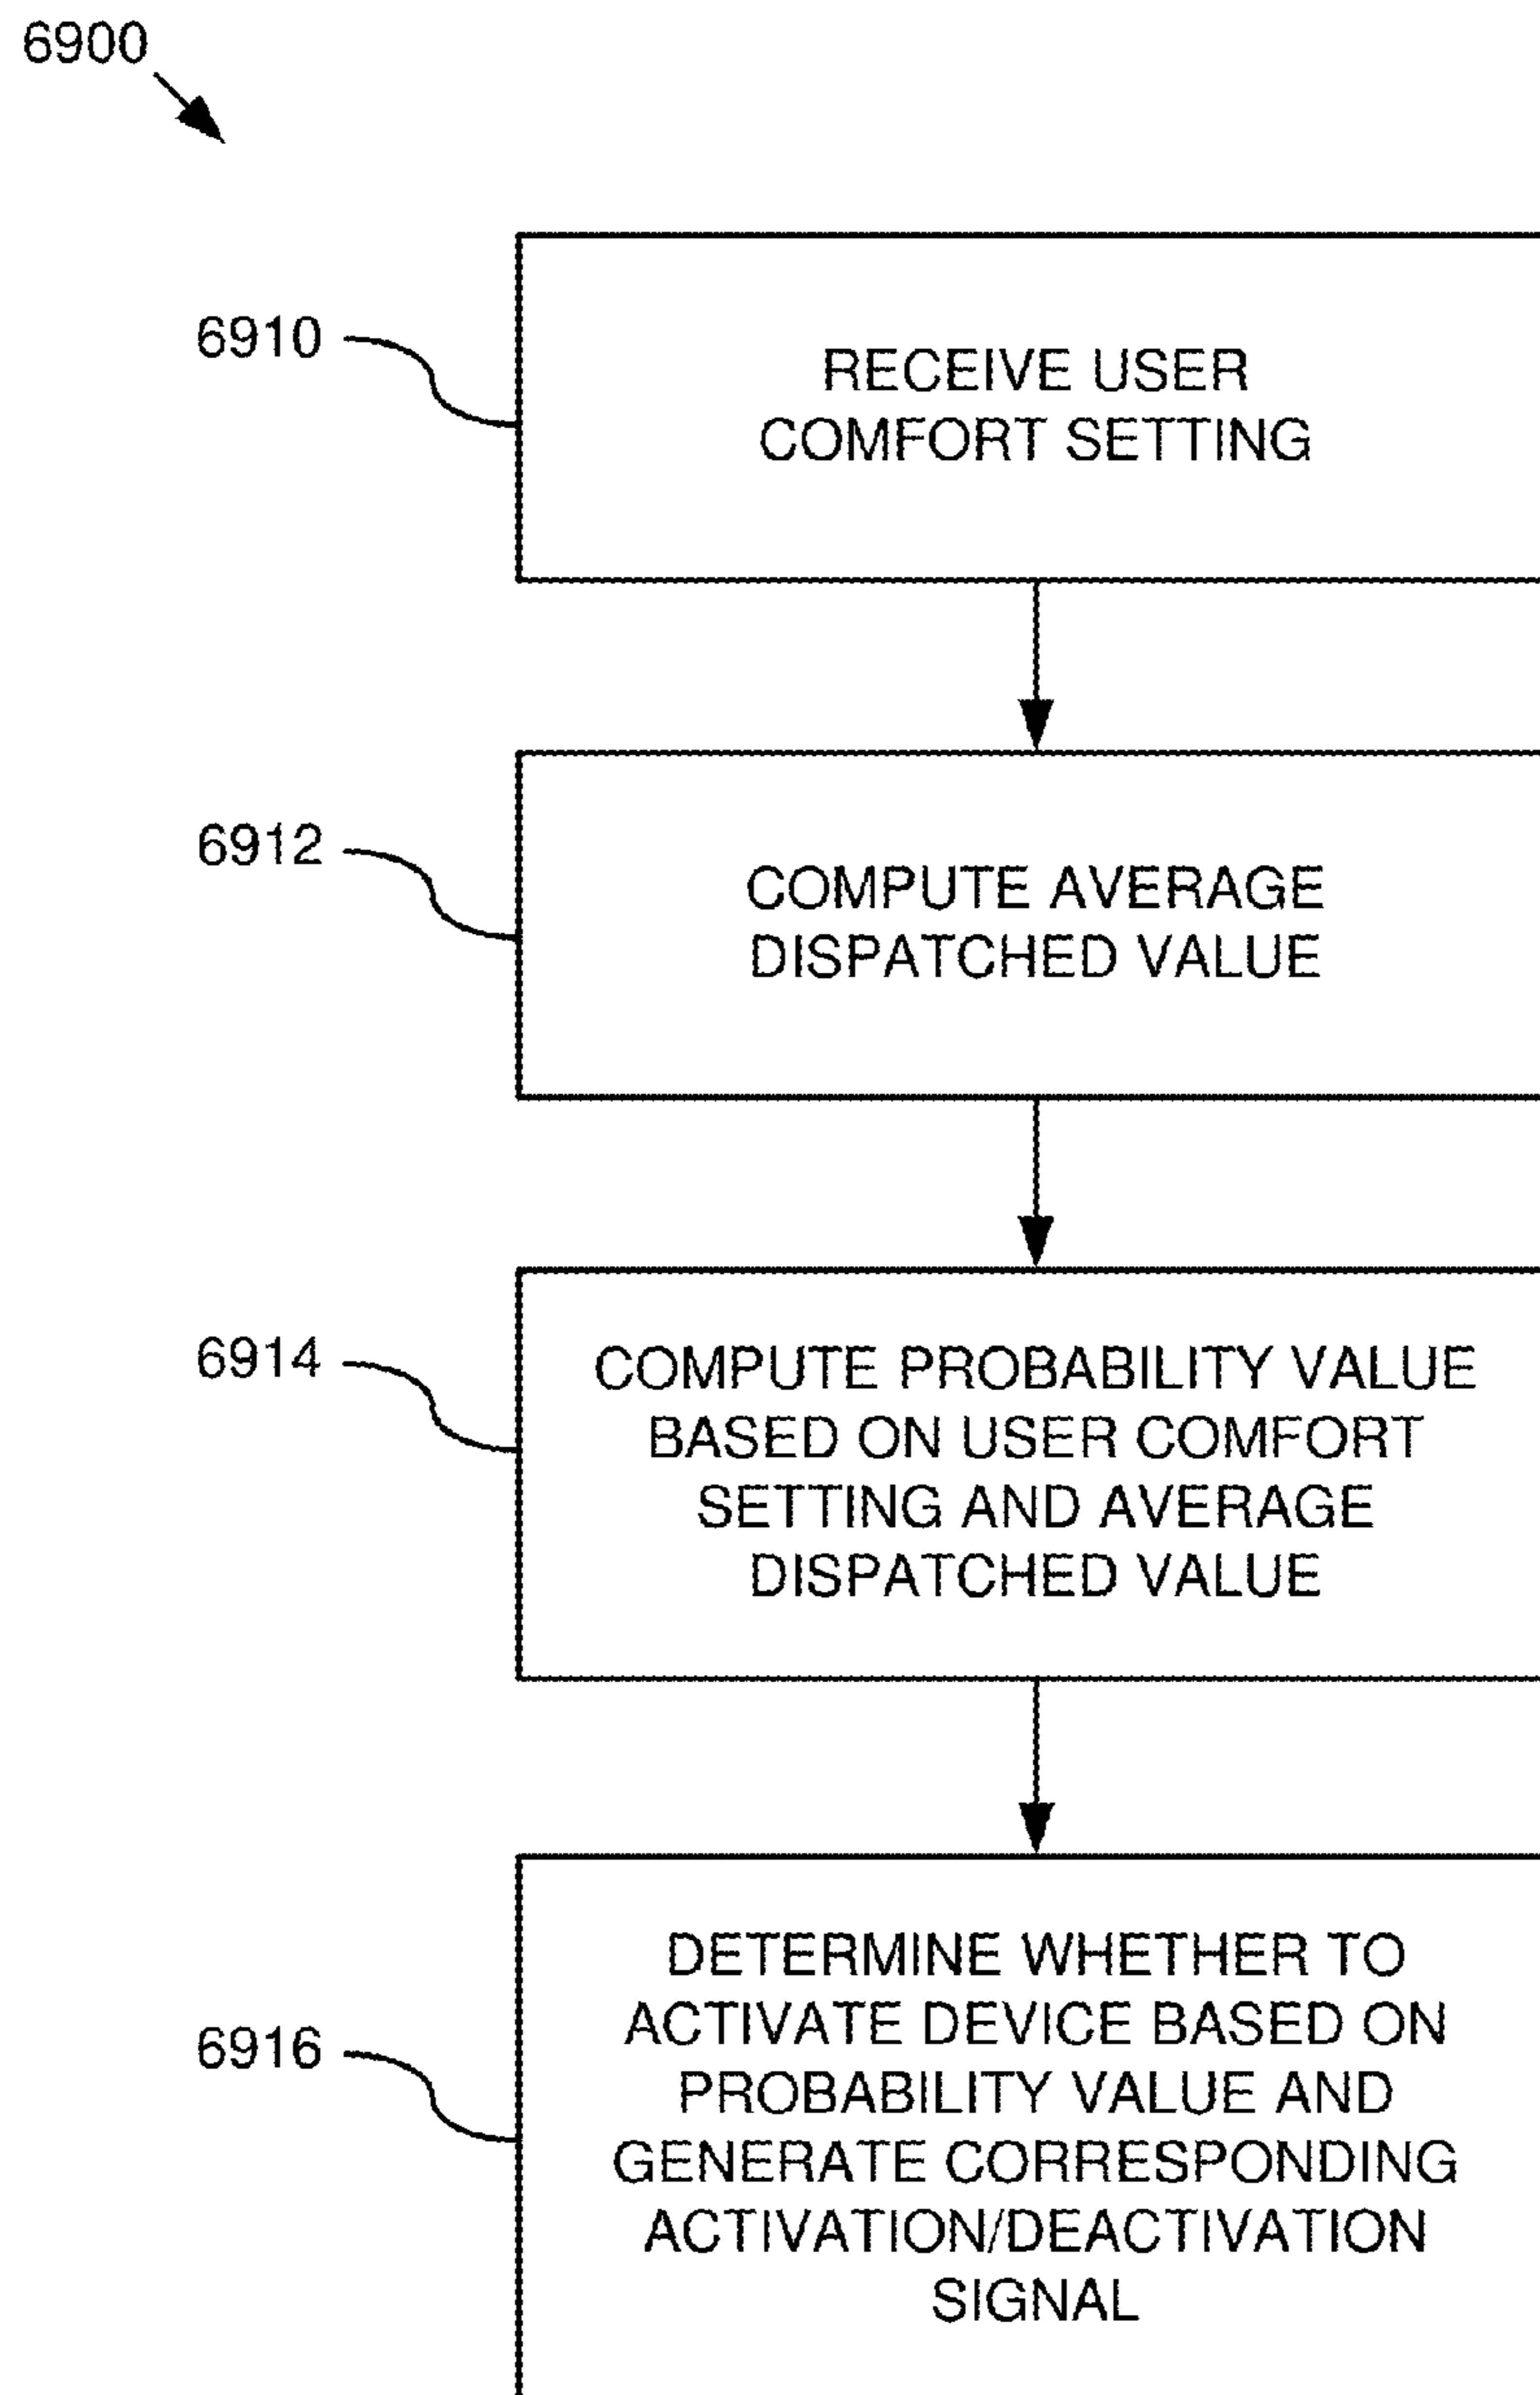 6900
6910
RECEIVE USER
COMFORT SETTING
6912
COMPUTE AVERAGE
DISPATCHED VALUE
6914
COMPUTE PROBABILITY VALUE
BASED ON USER COMFORT
SETTING AND AVERAGE
DISPATCHED VALUE
6916
DETERMINE WHETHER TO
ACTIVATE DEVICE BASED ON
PROBABILITY VALUE AND
GENERATE CORRESPONDING
ACTIVATION/DEACTIVATION
SIGNAL